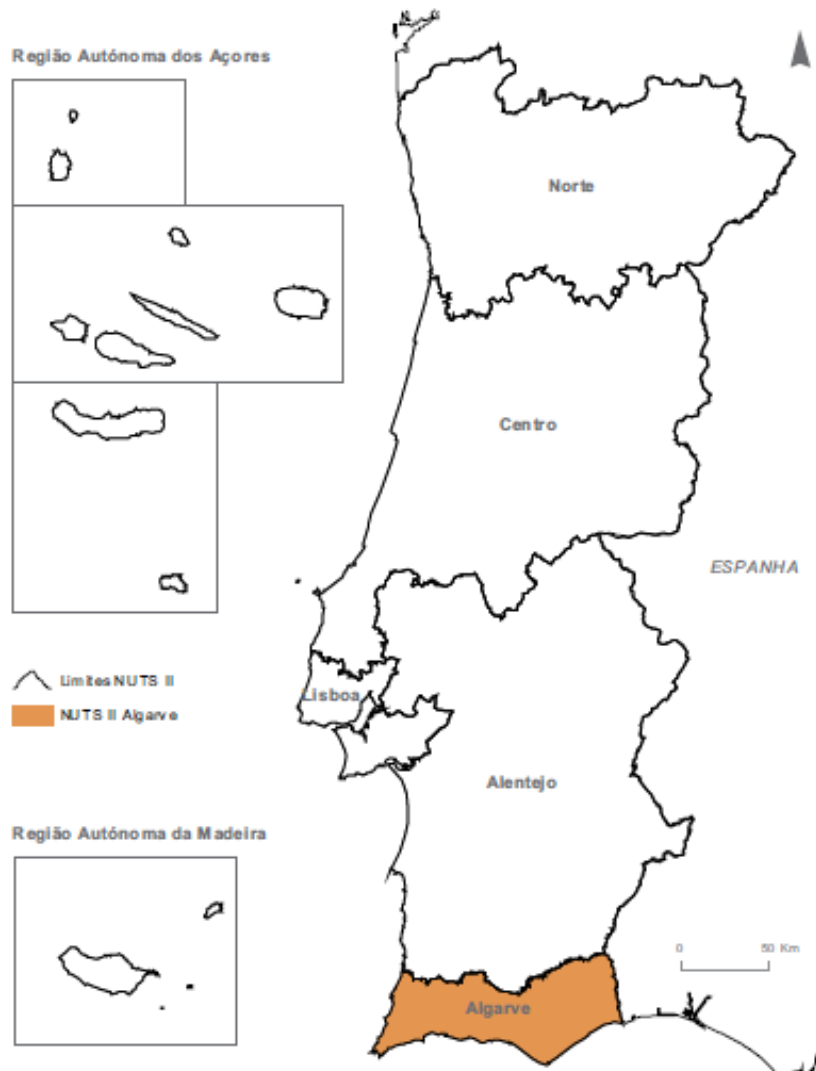 Região Autónoma dos Açores
Norte
Centro
ESPANHA
Limites NUTS II
NUTS II Algarve
Lisboa
Alentejo
Região Autónoma da Madeira
0 50 Km
Algarve